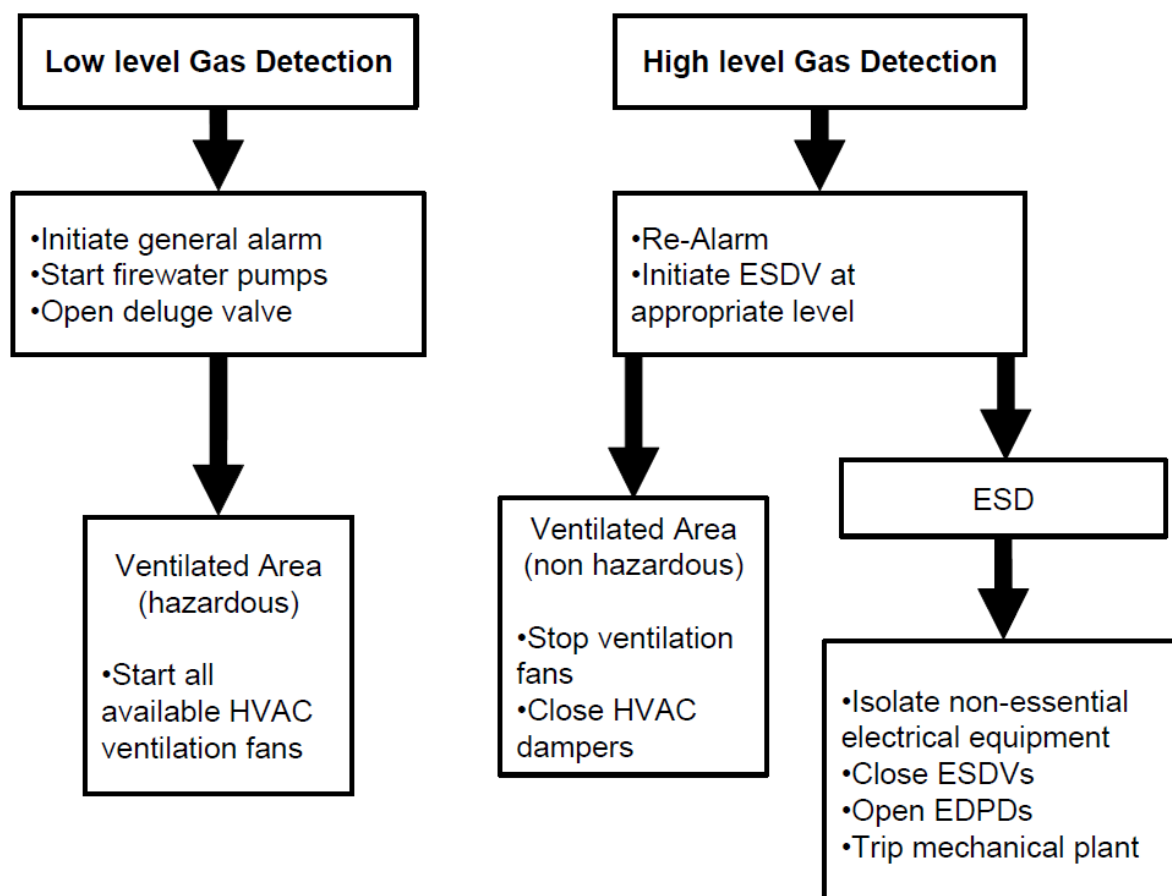 Low level Gas Detection
•Initiate general alarm
•Start firewater pumps
•Open deluge valve
Ventilated Area
(hazardous)
•Start all
available HVAC
ventilation fans
High level Gas Detection
•Re-Alarm
•Initiate ESDV at
appropriate level
Ventilated Area
(non hazardous)
•Stop ventilation
fans
•Close HVAC
dampers
ESD
•Isolate non-essential
electrical equipment
•Close ESDVs
•Open EDPDs
•Trip mechanical plant